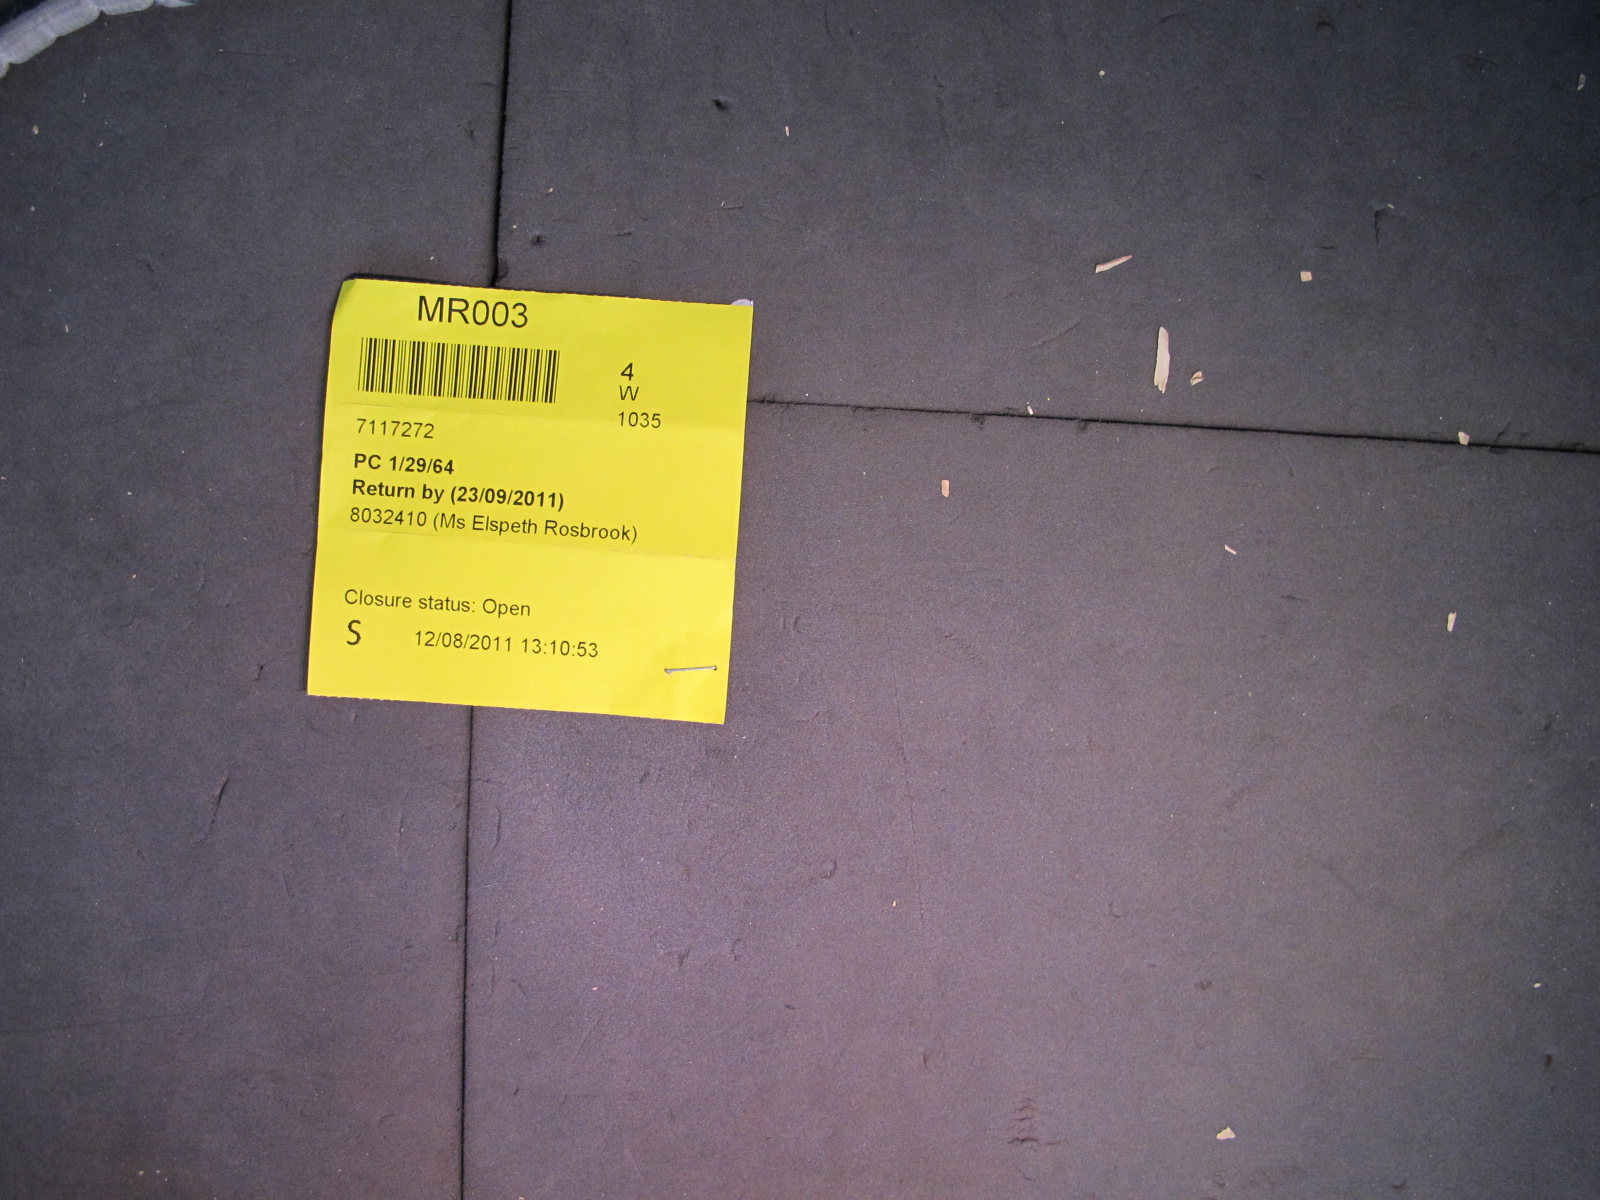 MR003
4
W
1035
7117272
PC 1/29/64
Return by (23/09/2011)
8032410 (Ms Elspeth Rosbrook)
Closure status: Open
S 12/08/2011 13:10:53